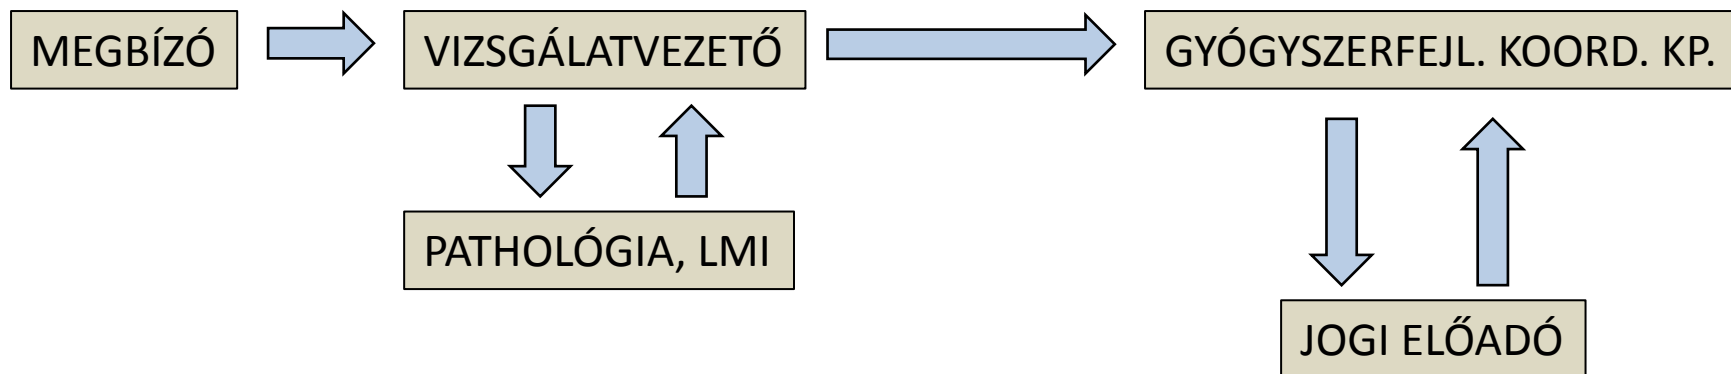 MEGBÍZÓ
VIZSGÁLATVEZETŐ
GYÓGYSZERFEJL. KOORD. KP.
PATHOLÓGIA, LMI
JOGI ELŐADÓ